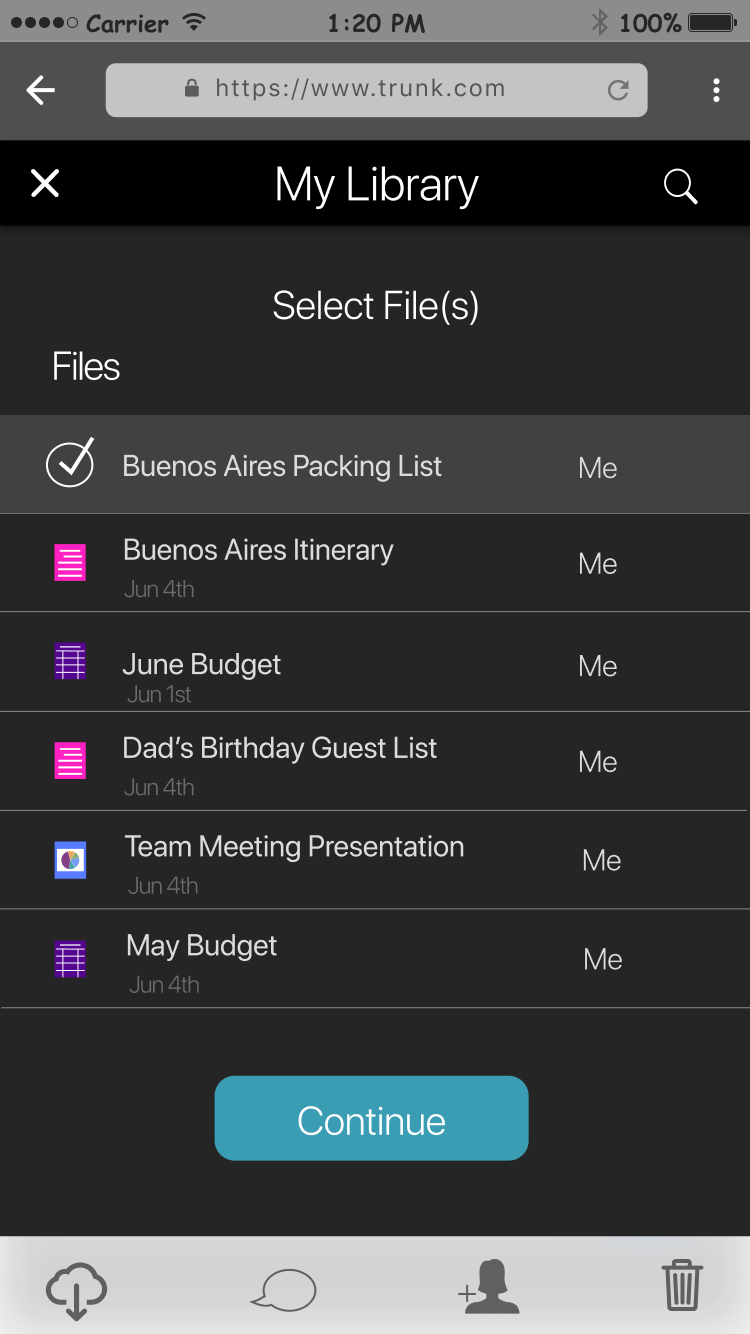 Carrier 1:20 PM 100%
https://www.trunk.com
My Library
Select File(s)
Files
Buenos Aires Packing List Me
Buenos Aires Itinerary Me
Jun 4th
June Budget Me
Jun 1st
Dad’s Birthday Guest List Me
Jun 4th
Team Meeting Presentation Me
Jun 4th
May Budget Me
Jun 4th
Continue